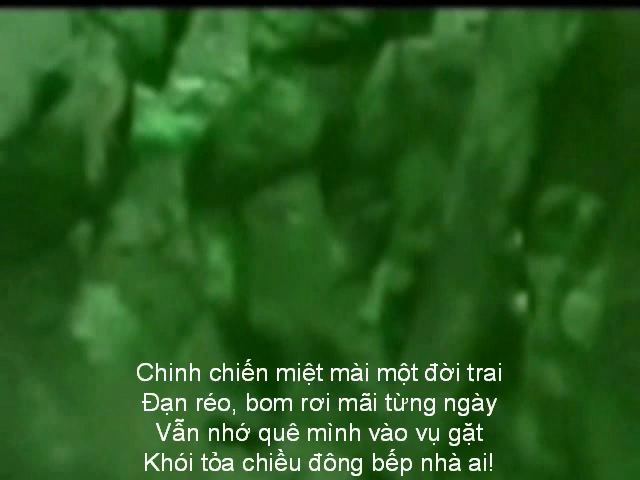 Chinh chiến miệt mài một đời trai
Đạn réo, bom rơi mãi từng ngày
Vẫn nhớ quê mình vào vụ gặt
Khói tỏa chiều đông bếp nhà ai!